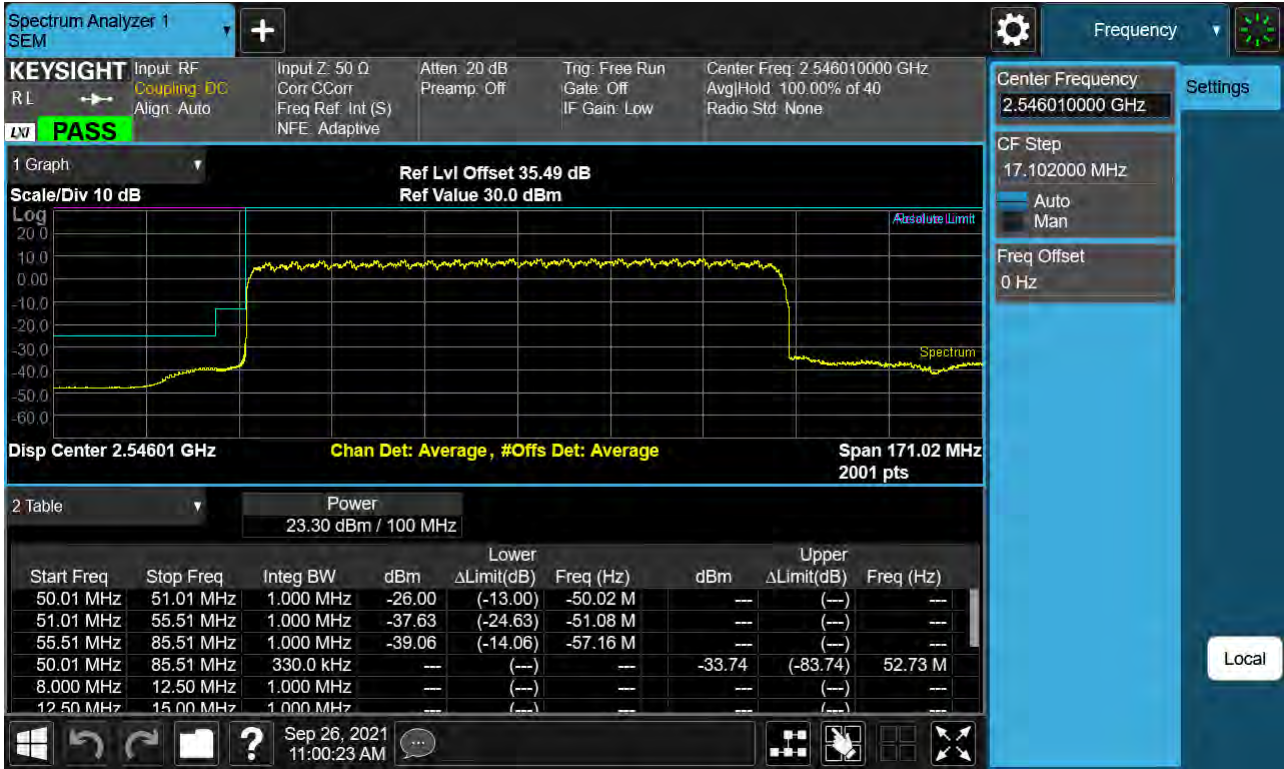 Spectrum Analyzer 1
SEM
Frequency
KEYSIGHT
R L
LXI
PASS
Input: RF
Coupling: DC
Align: Auto
Input Z: 50 Ω
Corr CCorr
Freq Ref: Int (S)
NFE: Adaptive
Atten: 20 dB
Preamp: Off
Trig: Free Run
Gate: Off
IF Gain: Low
Center Freq: 2.546010000 GHz
Avg|Hold: 100.00% of 40
Radio Std: None
Center Frequency
2.546010000 GHz
Settings
CF Step
17.102000 MHz
Auto
Man
Freq Offset
0 Hz
1 Graph
Scale/Div 10 dB
Ref Lvl Offset 35.49 dB
Ref Value 30.0 dBm
Log
Absolute Limit
20.0
10.0
0.00
-10.0
-20.0
-30.0
-40.0
-50.0
-60.0
Spectrum
Disp Center 2.54601 GHz
Chan Det: Average , #Offs Det: Average
Span 171.02 MHz
2001 pts
2 Table
Power
23.30 dBm / 100 MHz
Lower Upper
Start Freq Stop Freq Integ BW dBm ΔLimit(dB) Freq (Hz) dBm ΔLimit(dB) Freq (Hz)
50.01 MHz 51.01 MHz 1.000 MHz -26.00 (-13.00) -50.02 M --- (---) ---
51.01 MHz 55.51 MHz 1.000 MHz -37.63 (-24.63) -51.08 M --- (---) ---
55.51 MHz 85.51 MHz 1.000 MHz -39.06 (-14.06) -57.16 M --- (---) ---
50.01 MHz 85.51 MHz 330.0 kHz --- (---) --- -33.74 (-83.74) 52.73 M
8.000 MHz 12.50 MHz 1.000 MHz --- (---) --- --- (---) ---
12.50 MHz 15.00 MHz 1.000 MHz --- (---) --- --- (---) ---
Local
?
Sep 26, 2021
11:00:23 AM